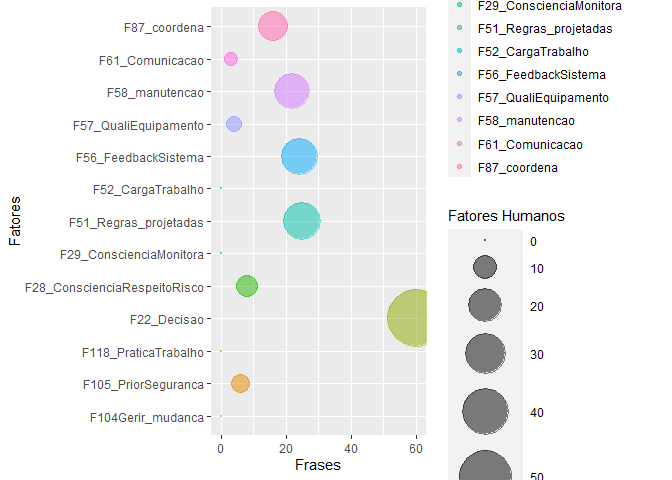 F87_coordena
F61_Comunicacao
F58_manutencao
F57_QualiEquipamento
F56_FeedbackSistema
F52_CargaTrabalho
F51_Regras_projetadas
F29_ConscienciaMonitora
F28_ConscienciaRespeitoRisco
F22_Decisao
F118_PraticaTrabalho
F105_PriorSeguranca
F104Gerir_mudanca
Fatores
0
20
40
60
Frases
F29_ConscienciaMonitora
F51_Regras_projetadas
F52_CargaTrabalho
F56_FeedbackSistema
F57_QualiEquipamento
F58_manutencao
F61_Comunicacao
F87_coordena
Fatores Humanos
0
10
20
30
40
50